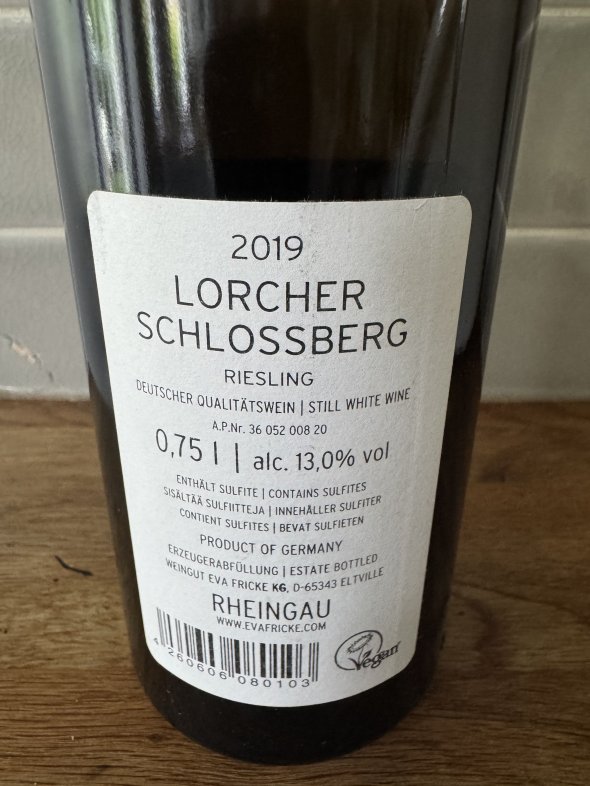 2019
LORCHER
SCHLOSSBERG
RIESLING
DEUTSCHER QUALITÄTSWEIN | STILL WHITE WINE
A.P.Nr. 36 052 008 20
0,75 l | alc. 13,0% vol
ENTHÄLT SULFITE | CONTAINS SULFITES
SISÄLTÄÄ SULFIITTEJA | INNEHÅLLER SULFITER
CONTIENT SULFITES | BEVAT SULFIETEN
PRODUCT OF GERMANY
ERZEUGERABFÜLLUNG | ESTATE BOTTLED
WEINGUT EVA FRICKE KG, D-65343 ELTVILLE
RHEINGAU
WWW.EVAFRICKE.COM
4 260606 080103
Vegan